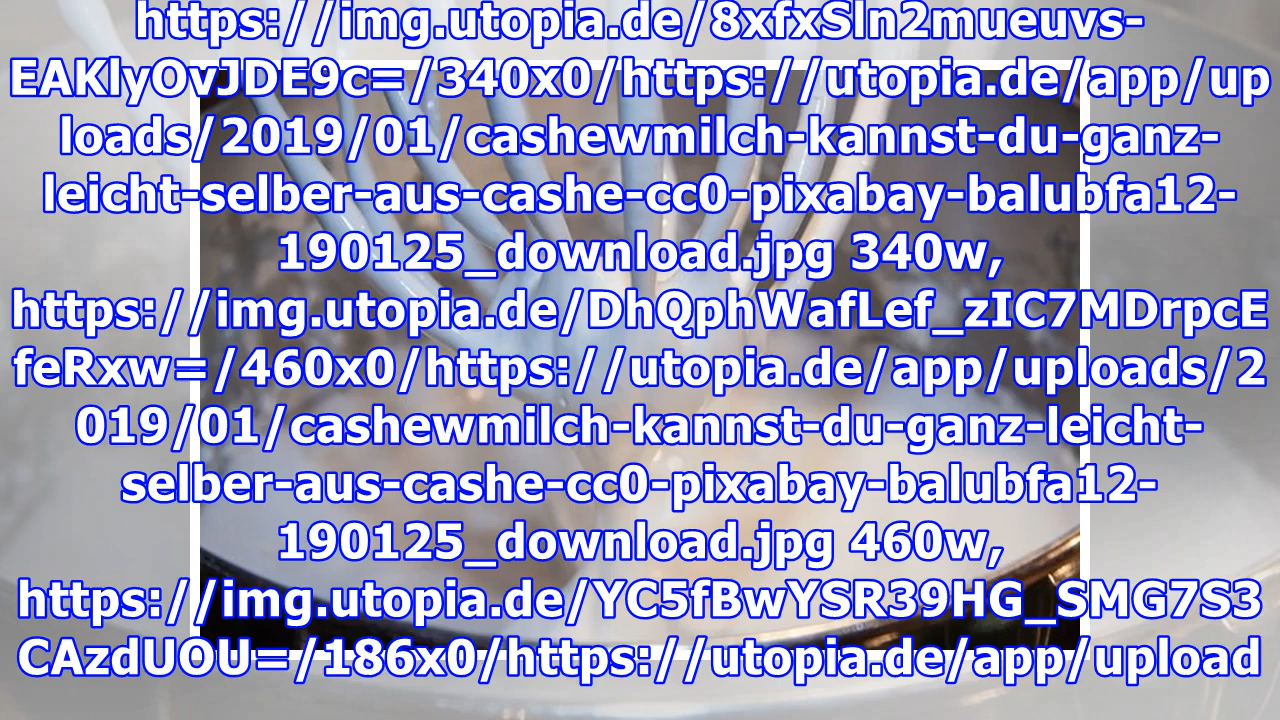 https://img.utopia.de/8xfxSln2mueuvs-
EAKlyOvJDE9c=/340x0/https://utopia.de/app/up
loads/2019/01/cashewmilch-kannst-du-ganz-
leicht-selber-aus-cashe-cc0-pixabay-balubfa12-
190125_download.jpg 340w,
https://img.utopia.de/DhQphWafLef_zIC7MDrpcE
feRxw=/460x0/https://utopia.de/app/uploads/2
019/01/cashewmilch-kannst-du-ganz-leicht-
selber-aus-cashe-cc0-pixabay-balubfa12-
190125_download.jpg 460w,
https://img.utopia.de/YC5fBwYSR39HG_SMG7S3
CAzdUOU=/186x0/https://utopia.de/app/upload